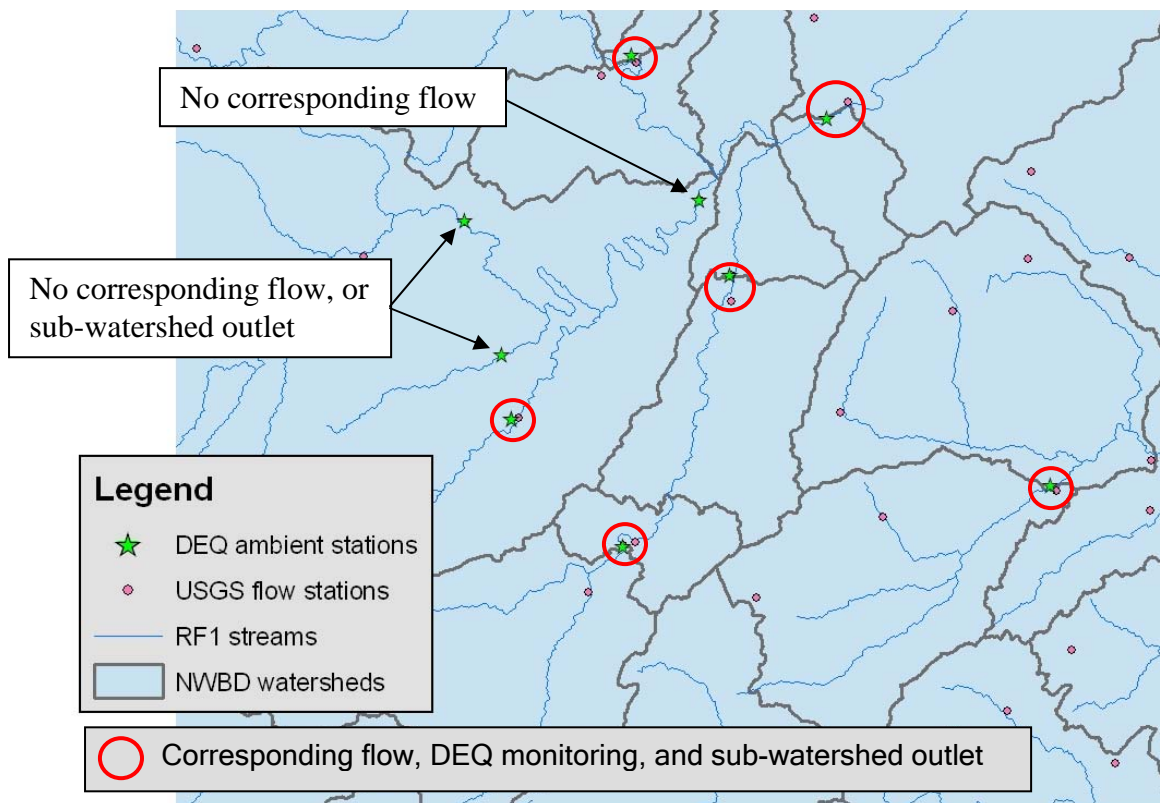 No corresponding flow
No corresponding flow, or
sub-watershed outlet
Legend
DEQ ambient stations
USGS flow stations
RF1 streams
NWBD watersheds
Corresponding flow, DEQ monitoring, and sub-watershed outlet